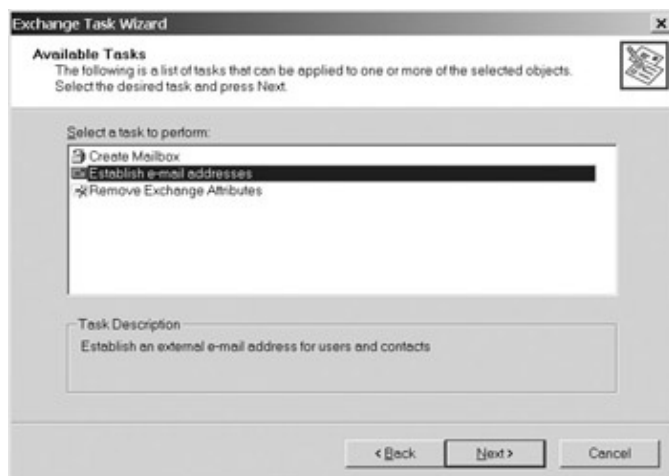 Exchange Task Wizard
Available Tasks
The following is a list of tasks that can be applied to one or more of the selected objects.
Select the desired task and press Next.
Select a task to perform:
Create Mailbox
Establish e-mail addresses
Remove Exchange Attributes
Task Description
Establish an external e-mail address for users and contacts
< Back
Next >
Cancel